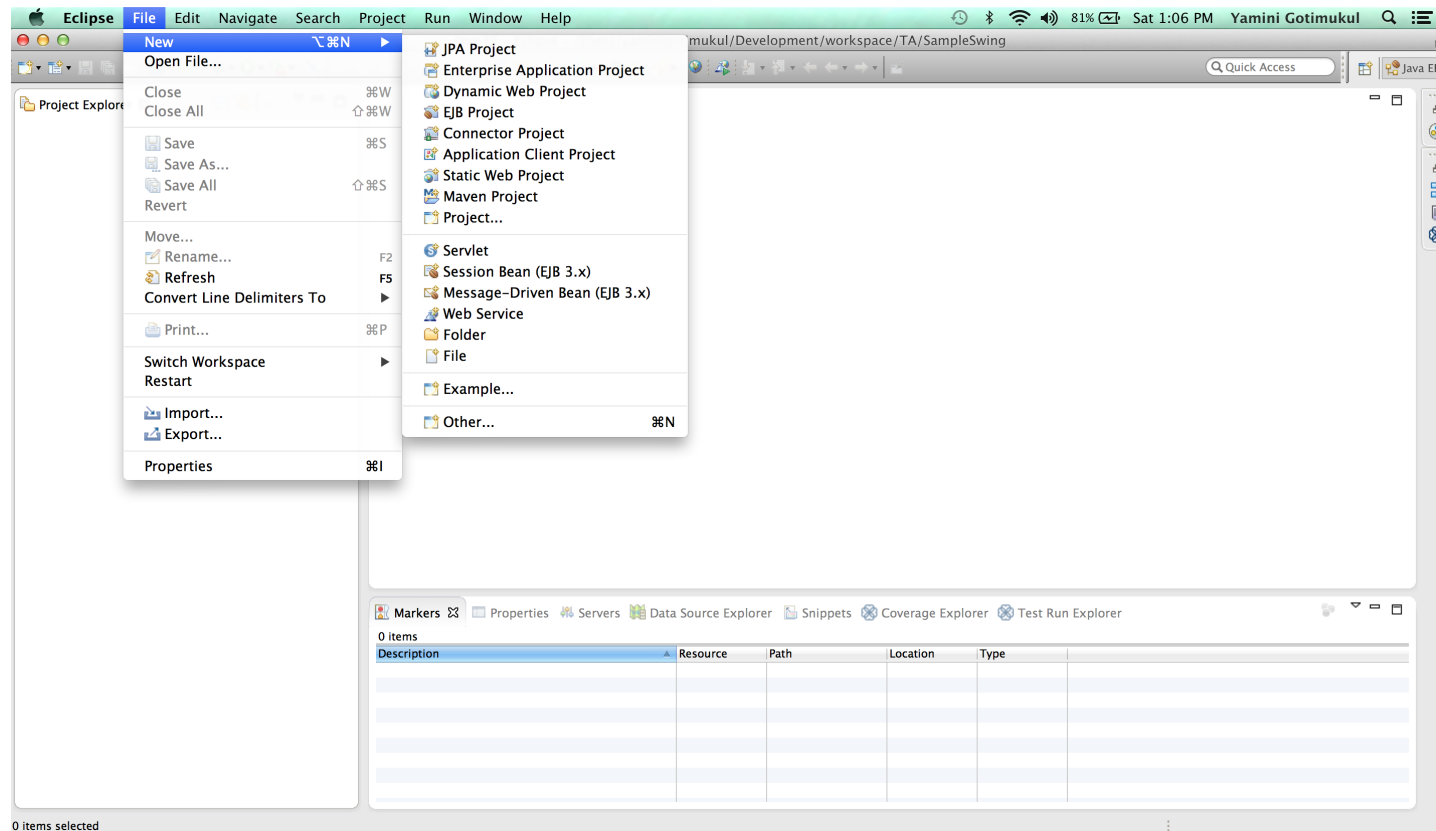 Eclipse File Edit Navigate Search Project Run Window Help 81% Sat 1:06 PM Yamini Gotimukul
mukul/Development/workspace/TA/SampleSwing
Quick Access Java EE
Project Explore
New ⌥⌘N ▶
Open File...
Close ⌘W
Close All ⇧⌘W
Save ⌘S
Save As...
Save All ⇧⌘S
Revert
Move...
Rename... F2
Refresh F5
Convert Line Delimiters To ▶
Print... ⌘P
Switch Workspace ▶
Restart
Import...
Export...
Properties ⌘I
JPA Project
Enterprise Application Project
Dynamic Web Project
EJB Project
Connector Project
Application Client Project
Static Web Project
Maven Project
Project...
Servlet
Session Bean (EJB 3.x)
Message-Driven Bean (EJB 3.x)
Web Service
Folder
File
Example...
Other... ⌘N
Markers Properties Servers Data Source Explorer Snippets Coverage Explorer Test Run Explorer
0 items
Description Resource Path Location Type
0 items selected